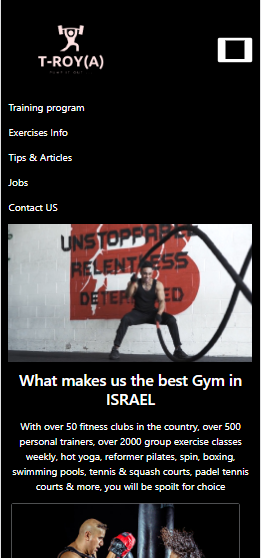 T-ROY(A)
Training program
Exercises Info
Tips & Articles
Jobs
Contact US
UNSTOPPABLE
RELENTLESS
DETERMINED
What makes us the best Gym in
ISRAEL
With over 50 fitness clubs in the country, over 500
personal trainers, over 2000 group exercise classes
weekly, hot yoga, reformer pilates, spin, boxing,
swimming pools, tennis & squash courts, padel tennis
courts & more, you will be spoilt for choice